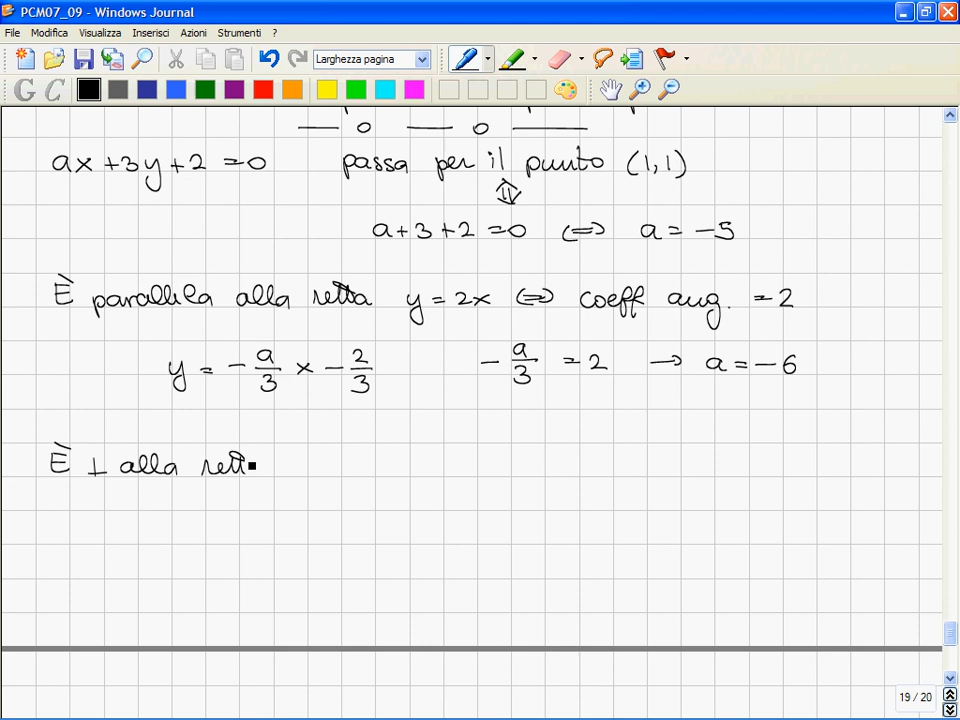 PCM07_09 - Windows Journal
File Modifica Visualizza Inserisci Azioni Strumenti ?
Larghezza pagina
G C
ax + 3y + 2 = 0 passa per il punto (1,1)
⇕
a + 3 + 2 = 0 ⇔ a = -5
È parallela alla retta y = 2x ⇔ coeff ang. = 2
y = - a/3 x - 2/3 - a/3 = 2 → a = -6
È ⊥ alla rett
19 / 20